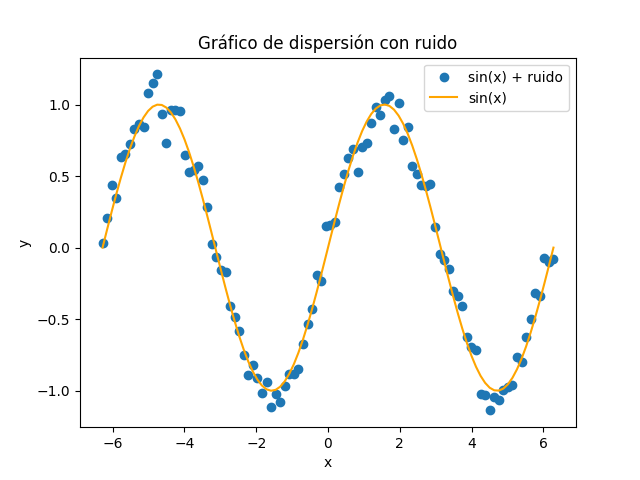 Gráfico de dispersión con ruido
sin(x) + ruido
sin(x)
1.0
0.5
0.0
−0.5
−1.0
y
−6
−4
−2
0
2
4
6
x